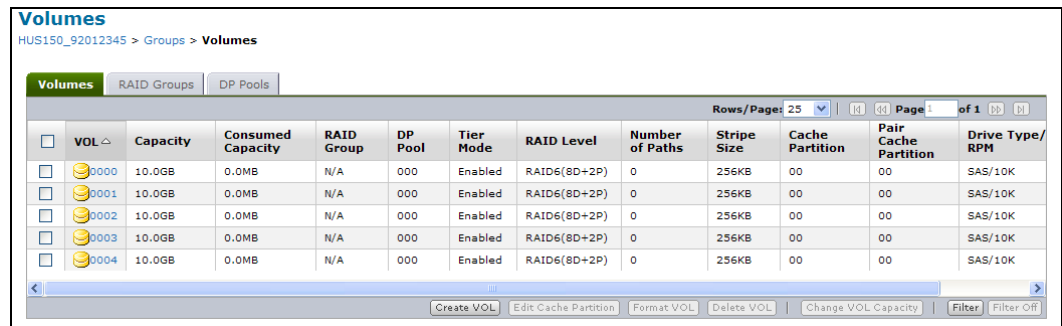 Volumes
HUS150_92012345 > Groups > Volumes
Volumes RAID Groups DP Pools
Rows/Page: 25 Page 1 of 1
VOL Capacity Consumed Capacity RAID Group DP Pool Tier Mode RAID Level Number of Paths Stripe Size Cache Partition Pair Cache Partition Drive Type/ RPM
0000 10.0GB 0.0MB N/A 000 Enabled RAID6(8D+2P) 0 256KB 00 00 SAS/10K
0001 10.0GB 0.0MB N/A 000 Enabled RAID6(8D+2P) 0 256KB 00 00 SAS/10K
0002 10.0GB 0.0MB N/A 000 Enabled RAID6(8D+2P) 0 256KB 00 00 SAS/10K
0003 10.0GB 0.0MB N/A 000 Enabled RAID6(8D+2P) 0 256KB 00 00 SAS/10K
0004 10.0GB 0.0MB N/A 000 Enabled RAID6(8D+2P) 0 256KB 00 00 SAS/10K
Create VOL Edit Cache Partition Format VOL Delete VOL | Change VOL Capacity | Filter Filter Off